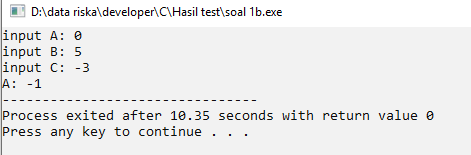 D:\data riska\developer\C\Hasil test\soal 1b.exe
input A: 0
input B: 5
input C: -3
A: -1
--------------------------------
Process exited after 10.35 seconds with return value 0
Press any key to continue . . .